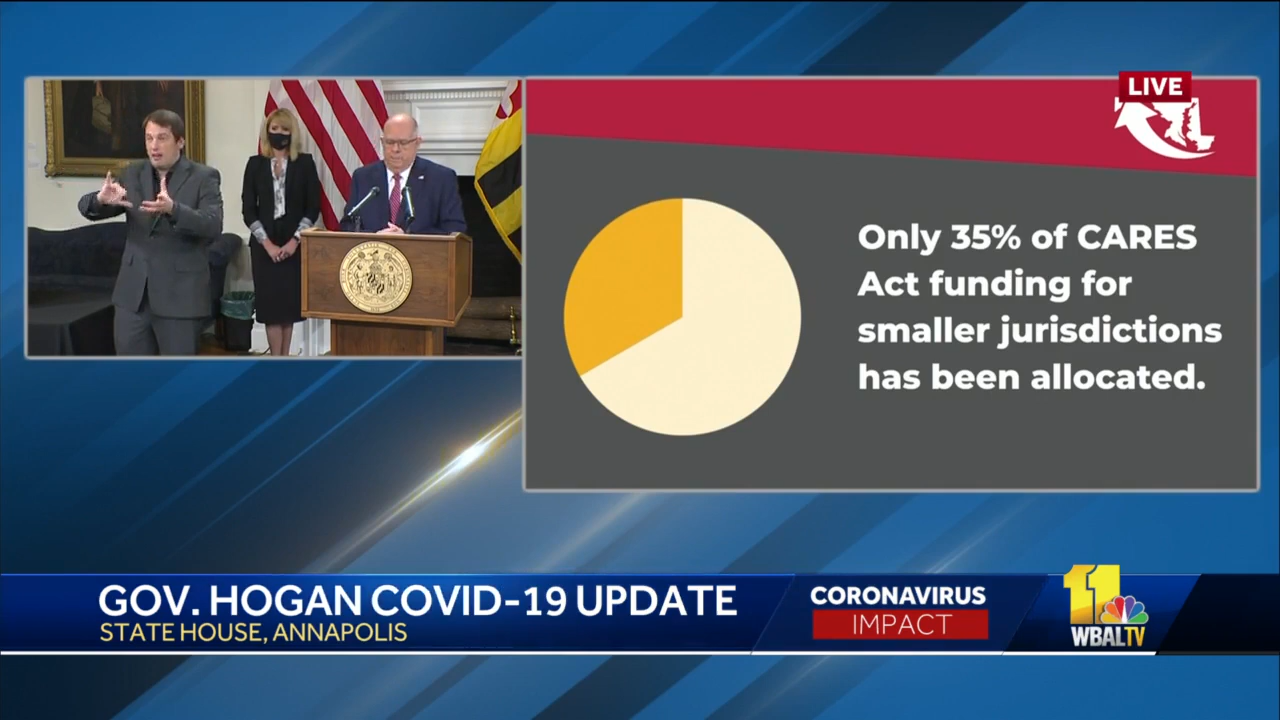 LIVE
Only 35% of CARES
Act funding for
smaller jurisdictions
has been allocated.
GOV. HOGAN COVID-19 UPDATE
STATE HOUSE, ANNAPOLIS
CORONAVIRUS
IMPACT
1
WBALTV